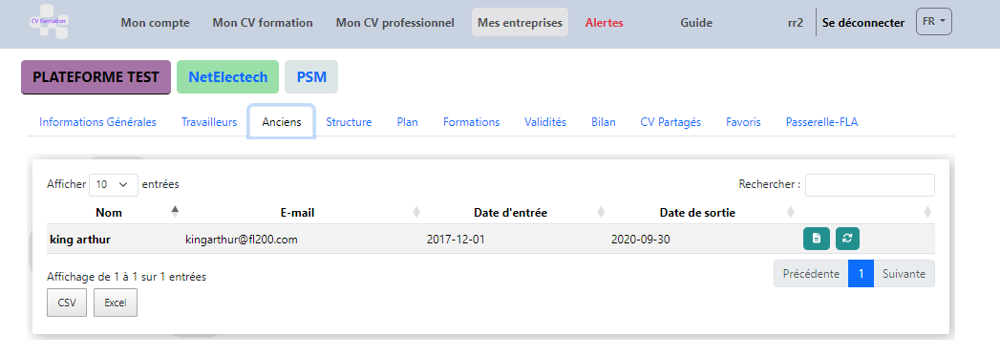 CV Formation
Mon compte Mon CV formation Mon CV professionnel Mes entreprises Alertes Guide rr2 Se déconnecter FR
PLATEFORME TEST NetElectech PSM
Informations Générales Travailleurs Anciens Structure Plan Formations Validités Bilan CV Partagés Favoris Passerelle-FLA
Afficher 10 entrées Rechercher :
Nom E-mail Date d'entrée Date de sortie
king arthur kingarthur@fl200.com 2017-12-01 2020-09-30
Affichage de 1 à 1 sur 1 entrées Précédente 1 Suivante
CSV Excel